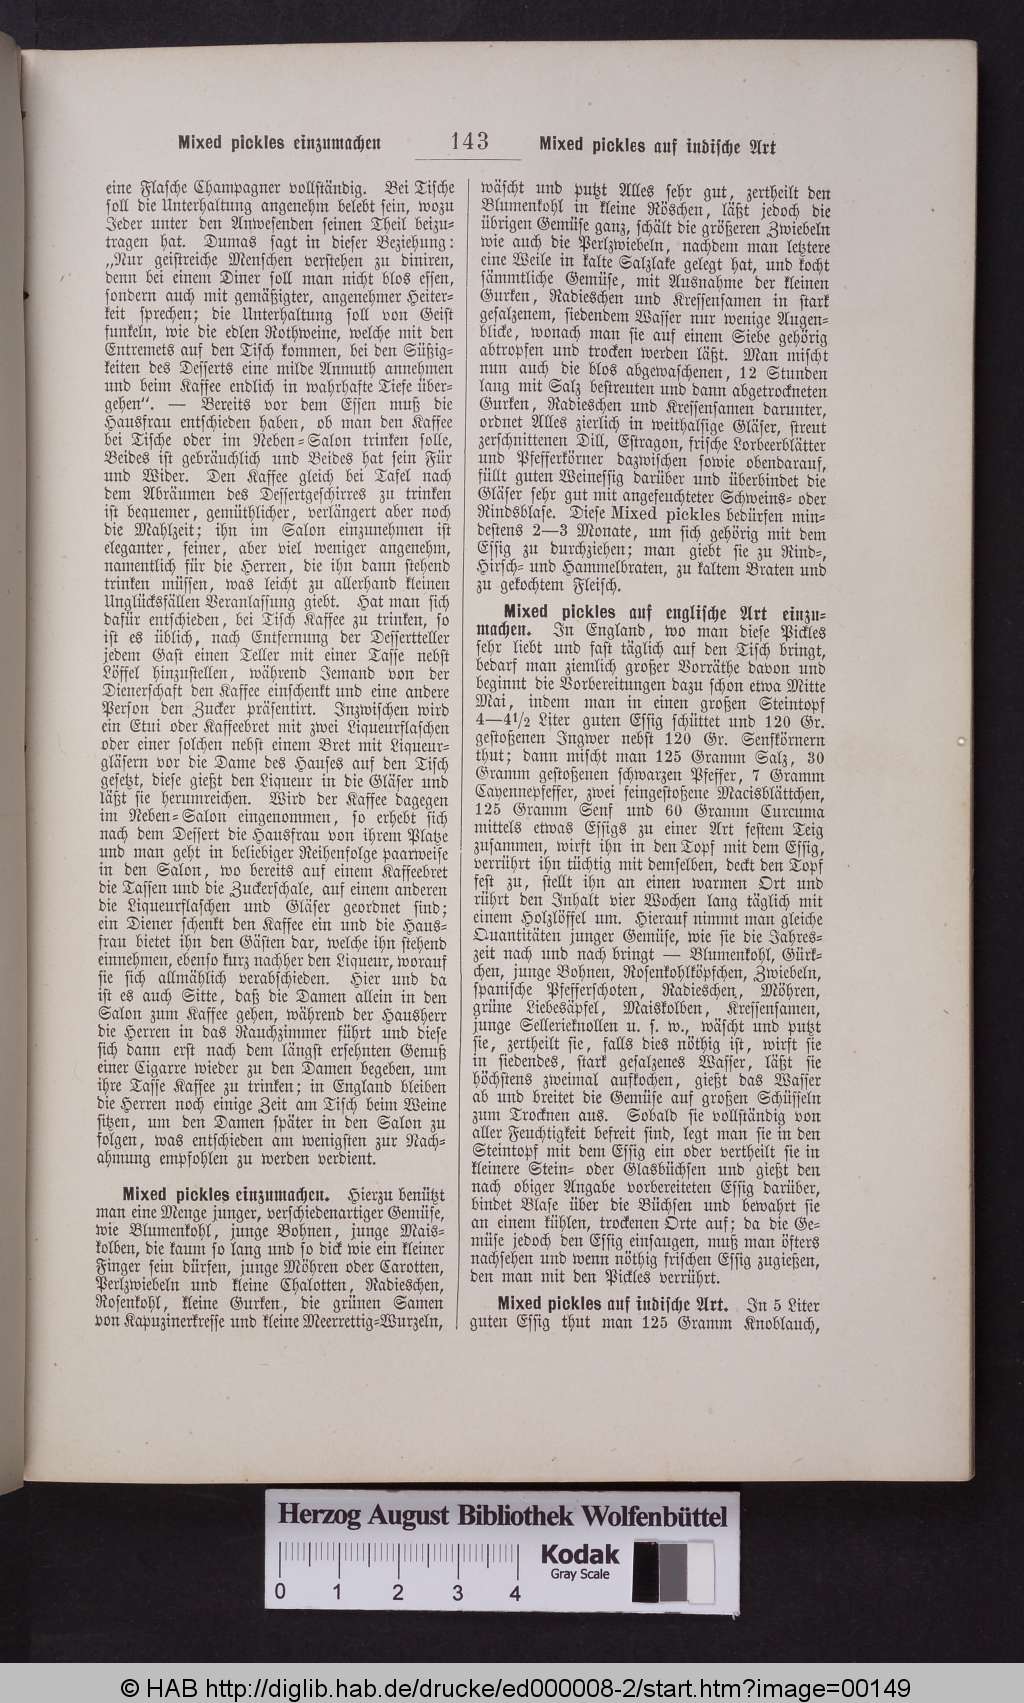 Mixed pickles einzumachen 143 Mixed pickles auf indische Art
eine Flasche Champagner vollständig. Bei Tische
soll die Unterhaltung angenehm belebt sein, wozu
Jeder unter den Anwesenden seinen Theil beizu-
tragen hat. Dumas sagt in dieser Beziehung:
„Nur geistreiche Menschen verstehen zu diniren,
denn bei einem Diner soll man nicht blos essen,
sondern auch mit gemäßigter, angenehmer Heiter-
keit sprechen; die Unterhaltung soll von Geist
funkeln, wie die edlen Rothweine, welche mit den
Entremets auf den Tisch kommen, bei den Süßig-
keiten des Desserts eine milde Anmuth annehmen
und beim Kaffee endlich in wahrhafte Tiefe über-
gehen“. — Bereits vor dem Essen muß die
Hausfrau entschieden haben, ob man den Kaffee
bei Tische oder im Neben-Salon trinken solle,
Beides ist gebräuchlich und Beides hat sein Für
und Wider. Den Kaffee gleich bei Tafel nach
dem Abräumen des Dessertgeschirres zu trinken
ist bequemer, gemüthlicher, verlängert aber noch
die Mahlzeit; ihn im Salon einzunehmen ist
eleganter, feiner, aber viel weniger angenehm,
namentlich für die Herren, die ihn dann stehend
trinken müssen, was leicht zu allerhand kleinen
Unglücksfällen Veranlassung giebt. Hat man sich
dafür entschieden, bei Tisch Kaffee zu trinken, so
ist es üblich, nach Entfernung der Dessertteller
jedem Gast einen Teller mit einer Tasse nebst
Löffel hinzustellen, während Jemand von der
Dienerschaft den Kaffee einschenkt und eine andere
Person den Zucker präsentirt. Inzwischen wird
ein Etui oder Kaffeebret mit zwei Liqueurflaschen
oder einer solchen nebst einem Bret mit Liqueur-
gläsern vor die Dame des Hauses auf den Tisch
gesetzt, diese gießt den Liqueur in die Gläser und
läßt sie herumreichen. Wird der Kaffee dagegen
im Neben-Salon eingenommen, so erhebt sich
nach dem Dessert die Hausfrau von ihrem Platze
und man geht in beliebiger Reihenfolge paarweise
in den Salon, wo bereits auf einem Kaffeebret
die Tassen und die Zuckerschale, auf einem anderen
die Liqueurflaschen und Gläser geordnet sind;
ein Diener schenkt den Kaffee ein und die Haus-
frau bietet ihn den Gästen dar, welche ihn stehend
einnehmen, ebenso kurz nachher den Liqueur, worauf
sie sich allmählich verabschieden. Hier und da
ist es auch Sitte, daß die Damen allein in den
Salon zum Kaffee gehen, während der Hausherr
die Herren in das Rauchzimmer führt und diese
sich dann erst nach dem längst ersehnten Genuß
einer Cigarre wieder zu den Damen begeben, um
ihre Tasse Kaffee zu trinken; in England bleiben
die Herren noch einige Zeit am Tisch beim Weine
sitzen, um den Damen später in den Salon zu
folgen, was entschieden am wenigsten zur Nach-
ahmung empfohlen zu werden verdient.
Mixed pickles einzumachen. Hierzu benützt
man eine Menge junger, verschiedenartiger Gemüse,
wie Blumenkohl, junge Bohnen, junge Mais-
kolben, die kaum so lang und so dick wie ein kleiner
Finger sein dürfen, junge Möhren oder Carotten,
Perlzwiebeln und kleine Chalotten, Radieschen,
Rosenkohl, kleine Gurken, die grünen Samen
von Kapuzinerkresse und kleine Meerrettig-Wurzeln,
wäscht und putzt Alles sehr gut, zertheilt den
Blumenkohl in kleine Röschen, läßt jedoch die
übrigen Gemüse ganz, schält die größeren Zwiebeln
wie auch die Perlzwiebeln, nachdem man letztere
eine Weile in kalte Salzlake gelegt hat, und kocht
sämmtliche Gemüse, mit Ausnahme der kleinen
Gurken, Radieschen und Kressensamen in stark
gesalzenem, siedendem Wasser nur wenige Augen-
blicke, wonach man sie auf einem Siebe gehörig
abtropfen und trocken werden läßt. Man mischt
nun auch die blos abgewaschenen, 12 Stunden
lang mit Salz bestreuten und dann abgetrockneten
Gurken, Radieschen und Kressensamen darunter,
ordnet Alles zierlich in weithalsige Gläser, streut
zerschnittenen Dill, Estragon, frische Lorbeerblätter
und Pfefferkörner dazwischen sowie obendarauf,
füllt guten Weinessig darüber und überbindet die
Gläser sehr gut mit angefeuchteter Schweins- oder
Rindsblase. Diese Mixed pickles bedürfen min-
destens 2—3 Monate, um sich gehörig mit dem
Essig zu durchziehen; man giebt sie zu Rind-,
Hirsch- und Hammelbraten, zu kaltem Braten und
zu gekochtem Fleisch.
Mixed pickles auf englische Art einzu-
machen. In England, wo man diese Pickles
sehr liebt und fast täglich auf den Tisch bringt,
bedarf man ziemlich großer Vorräthe davon und
beginnt die Vorbereitungen dazu schon etwa Mitte
Mai, indem man in einen großen Steintopf
4—4½ Liter guten Essig schüttet und 120 Gr.
gestoßenen Ingwer nebst 120 Gr. Senfkörnern
thut; dann mischt man 125 Gramm Salz, 30
Gramm gestoßenen schwarzen Pfeffer, 7 Gramm
Cayennepfeffer, zwei feingestoßene Macisblättchen,
125 Gramm Senf und 60 Gramm Curcuma
mittels etwas Essigs zu einer Art festem Teig
zusammen, wirft ihn in den Topf mit dem Essig,
verrührt ihn tüchtig mit demselben, deckt den Topf
fest zu, stellt ihn an einen warmen Ort und
rührt den Inhalt vier Wochen lang täglich mit
einem Holzlöffel um. Hierauf nimmt man gleiche
Quantitäten junger Gemüse, wie sie die Jahres-
zeit nach und nach bringt — Blumenkohl, Gürk-
chen, junge Bohnen, Rosenkohlköpfchen, Zwiebeln,
spanische Pfefferschoten, Radieschen, Möhren,
grüne Liebesäpfel, Maiskolben, Kressensamen,
junge Sellerieknollen u. s. w., wäscht und putzt
sie, zertheilt sie, falls dies nöthig ist, wirft sie
in siedendes, stark gesalzenes Wasser, läßt sie
höchstens zweimal aufkochen, gießt das Wasser
ab und breitet die Gemüse auf großen Schüsseln
zum Trocknen aus. Sobald sie vollständig von
aller Feuchtigkeit befreit sind, legt man sie in den
Steintopf mit dem Essig ein oder vertheilt sie in
kleinere Stein- oder Glasbüchsen und gießt den
nach obiger Angabe vorbereiteten Essig darüber,
bindet Blase über die Büchsen und bewahrt sie
an einem kühlen, trockenen Orte auf; da die Ge-
müse jedoch den Essig einsaugen, muß man öfters
nachsehen und wenn nöthig frischen Essig zugießen,
den man mit den Pickles verrührt.
Mixed pickles auf indische Art. In 5 Liter
guten Essig thut man 125 Gramm Knoblauch,
Herzog August Bibliothek Wolfenbüttel
0 1 2 3 4
Kodak
Gray Scale
© HAB http://diglib.hab.de/drucke/ed000008-2/start.htm?image=00149